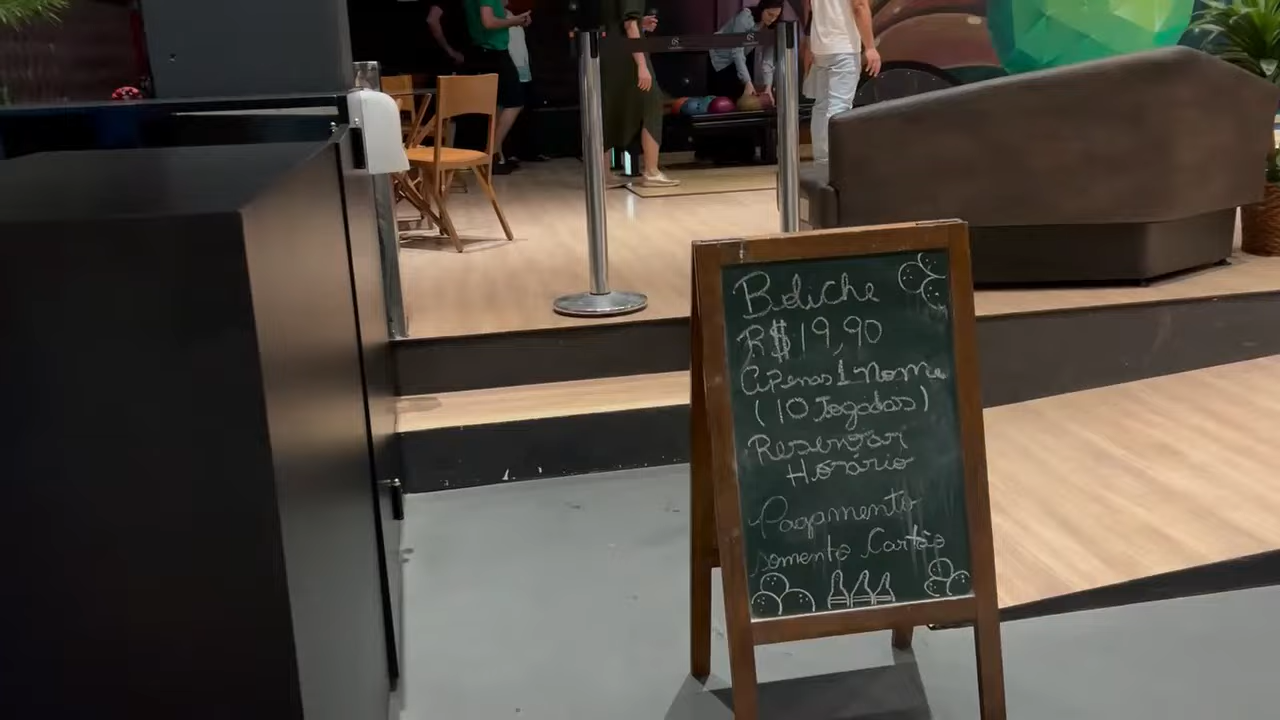 Boliche
R$19,90
Apenas 1 Nome
(10 Jogadas)
Reservar
Horário
Pagamento
somente Cartão